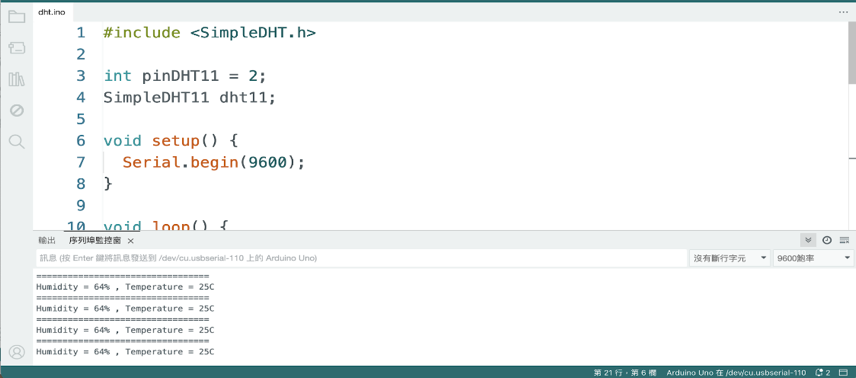 dht.ino
1 #include <SimpleDHT.h>
2
3 int pinDHT11 = 2;
4 SimpleDHT11 dht11;
5
6 void setup() {
7 Serial.begin(9600);
8 }
9
10 void loop() {
輸出 序列埠監控窗 ×
訊息 (按 Enter 鍵將訊息發送到 /dev/cu.usbserial-110 上的 Arduino Uno) 沒有斷行字元 9600鮑率
=================================
Humidity = 64% , Temperature = 25C
=================================
Humidity = 64% , Temperature = 25C
=================================
Humidity = 64% , Temperature = 25C
=================================
Humidity = 64% , Temperature = 25C
第 21 行，第 6 欄 Arduino Uno 在 /dev/cu.usbserial-110 2